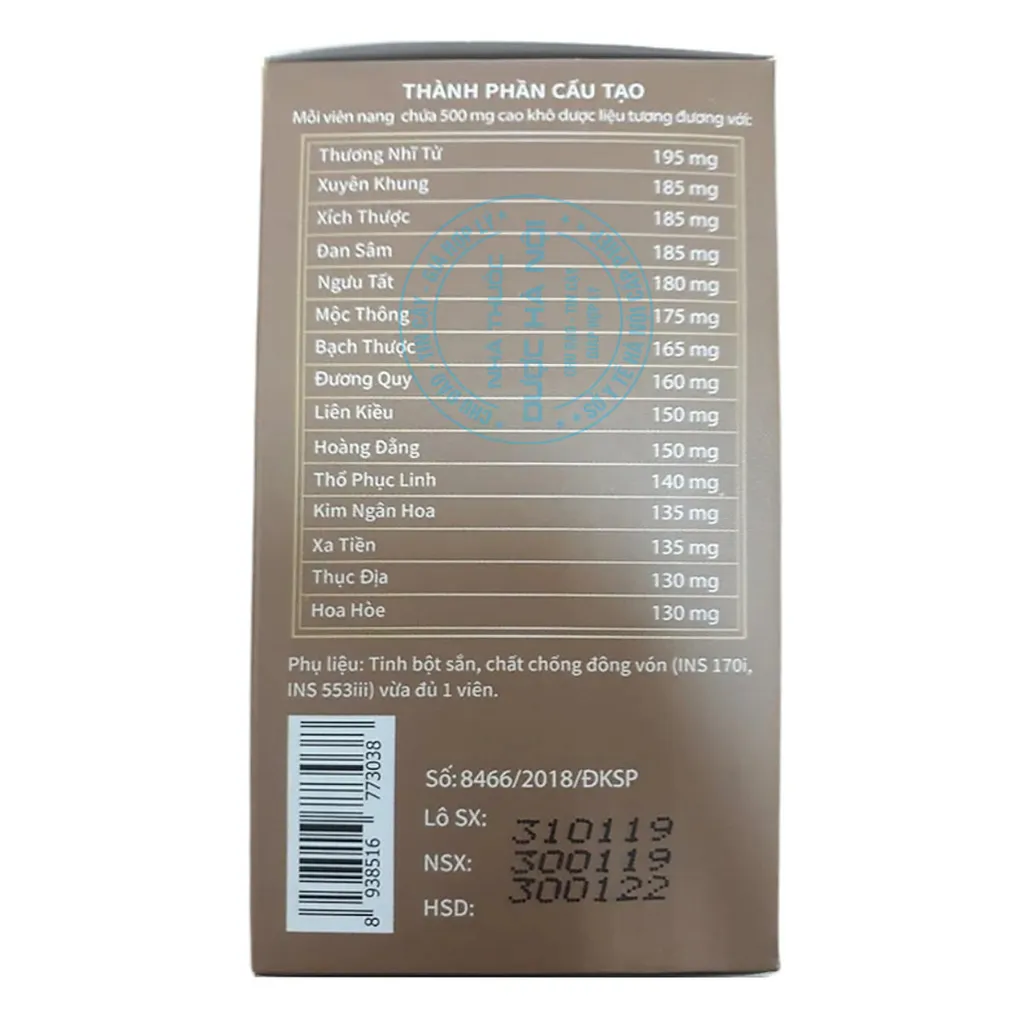 THÀNH PHẦN CẤU TẠO
Mỗi viên nang chứa 500 mg cao khô dược liệu tương đương với:
Thương Nhĩ Tử 195 mg
Xuyên Khung 185 mg
Xích Thược 185 mg
Đan Sâm 185 mg
Ngưu Tất 180 mg
Mộc Thông 175 mg
Bạch Thược 165 mg
Đương Quy 160 mg
Liên Kiều 150 mg
Hoàng Đằng 150 mg
Thổ Phục Linh 140 mg
Kim Ngân Hoa 135 mg
Xa Tiền 135 mg
Thục Địa 130 mg
Hoa Hòe 130 mg
NHÀ THUỐC
DƯỢC HÀ NỘI
Phụ liệu: Tinh bột sắn, chất chống đông vón (INS 170i,
INS 553iii) vừa đủ 1 viên.
8 938516 773038
Số: 8466/2018/ĐKSP
Lô SX: 310119
NSX: 300119
HSD: 300122